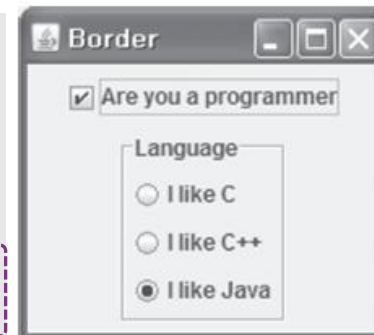 Border
Are you a programmer
Language
I like C
I like C++
I like Java